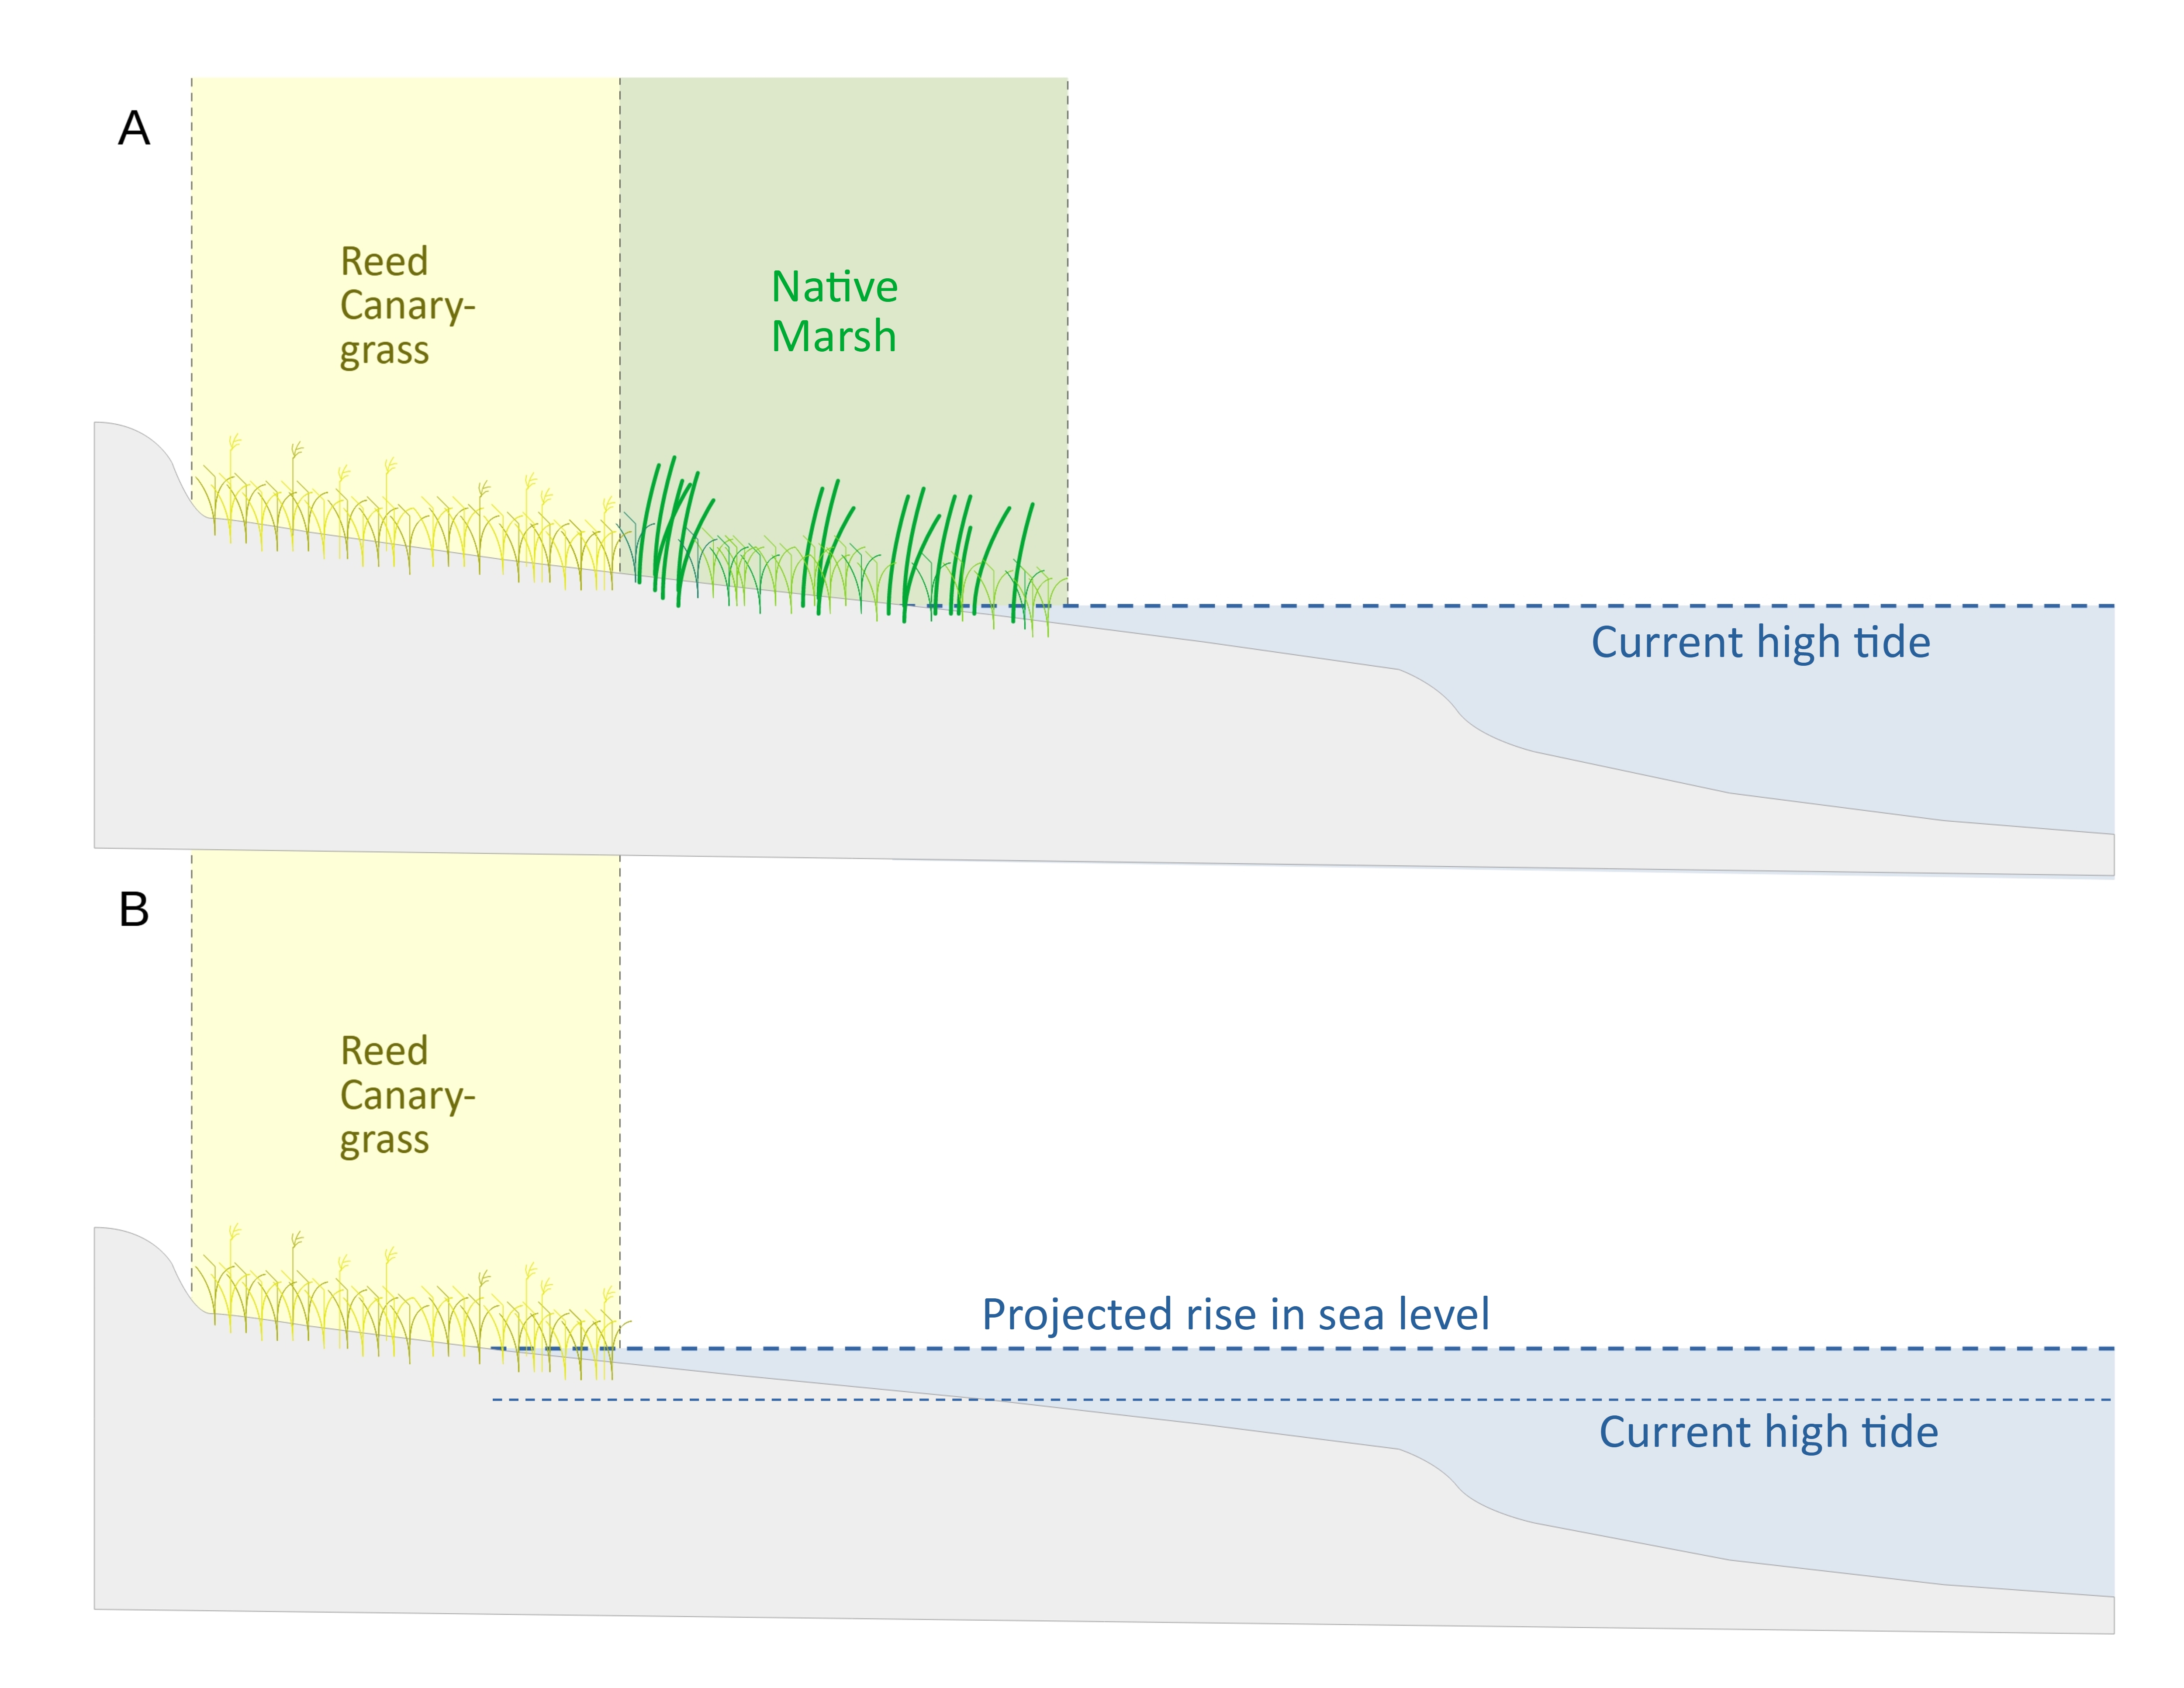 A
Reed
Canary-
grass
Native
Marsh
Current high tide
B
Reed
Canary-
grass
Projected rise in sea level
Current high tide